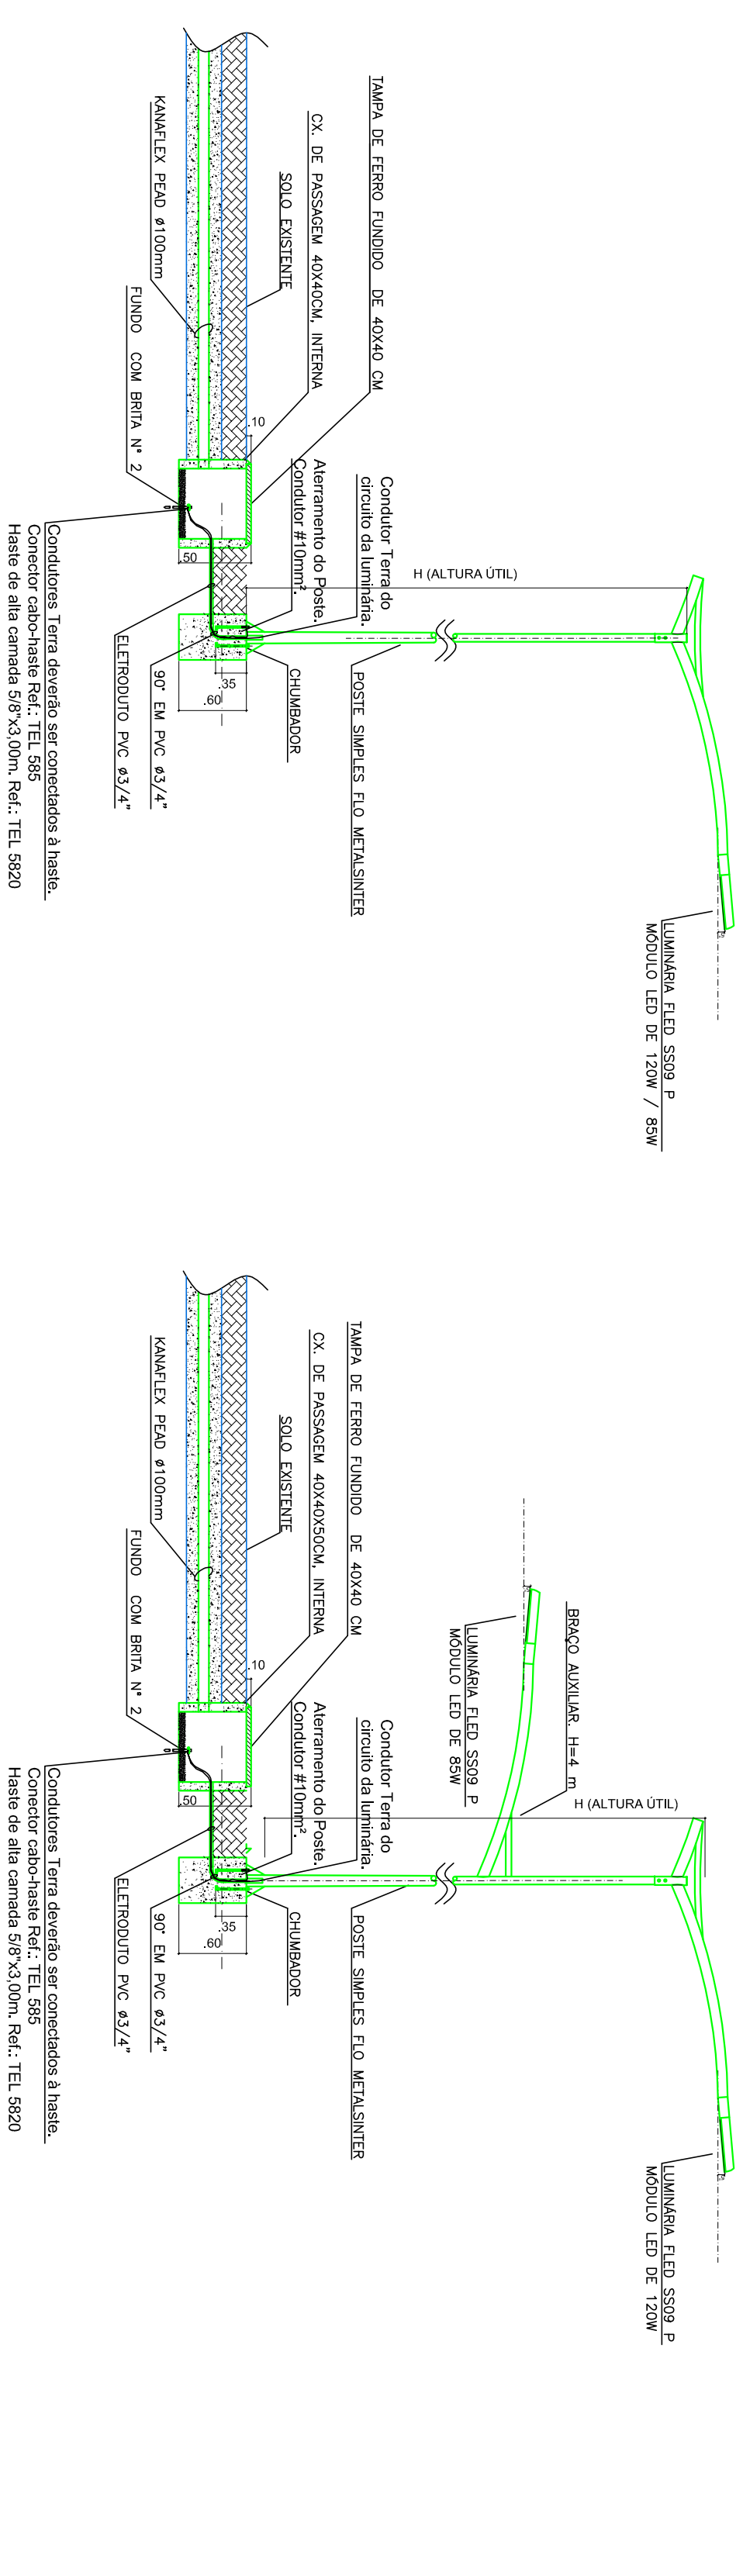 TAMPA DE FERRO FUNDIDO DE 40X40 CM
CX. DE PASSAGEM 40X40CM, INTERNA
SOLO EXISTENTE
KANAFLEX PEAD ø100mm
FUNDO COM BRITA N° 2
.10
.50
Condutor Terra do
circuito da luminária.
Aterramento do Poste.
Condutor #10mm².
H (ALTURA ÚTIL)
.35
.60
CHUMBADOR
POSTE SIMPLES FLO METALSINTER
90° EM PVC ø3/4"
ELETRODUTO PVC ø3/4"
Condutores Terra deverão ser conectados à haste.
Conector cabo-haste Ref.: TEL 585
Haste de alta camada 5/8"x3,00m. Ref.: TEL 5820
LUMINÁRIA FLED SS09 P
MÓDULO LED DE 120W / 85W
TAMPA DE FERRO FUNDIDO DE 40X40 CM
CX. DE PASSAGEM 40X40X50CM, INTERNA
SOLO EXISTENTE
KANAFLEX PEAD ø100mm
FUNDO COM BRITA N° 2
.10
.50
BRAÇO AUXILIAR. H=4 m
LUMINÁRIA FLED SS09 P
MÓDULO LED DE 85W
Condutor Terra do
circuito da luminária.
Aterramento do Poste.
Condutor #10mm².
H (ALTURA ÚTIL)
.35
.60
CHUMBADOR
POSTE SIMPLES FLO METALSINTER
90° EM PVC ø3/4"
ELETRODUTO PVC ø3/4"
Condutores Terra deverão ser conectados à haste.
Conector cabo-haste Ref.: TEL 585
Haste de alta camada 5/8"x3,00m. Ref.: TEL 5820
LUMINÁRIA FLED SS09 P
MÓDULO LED DE 120W